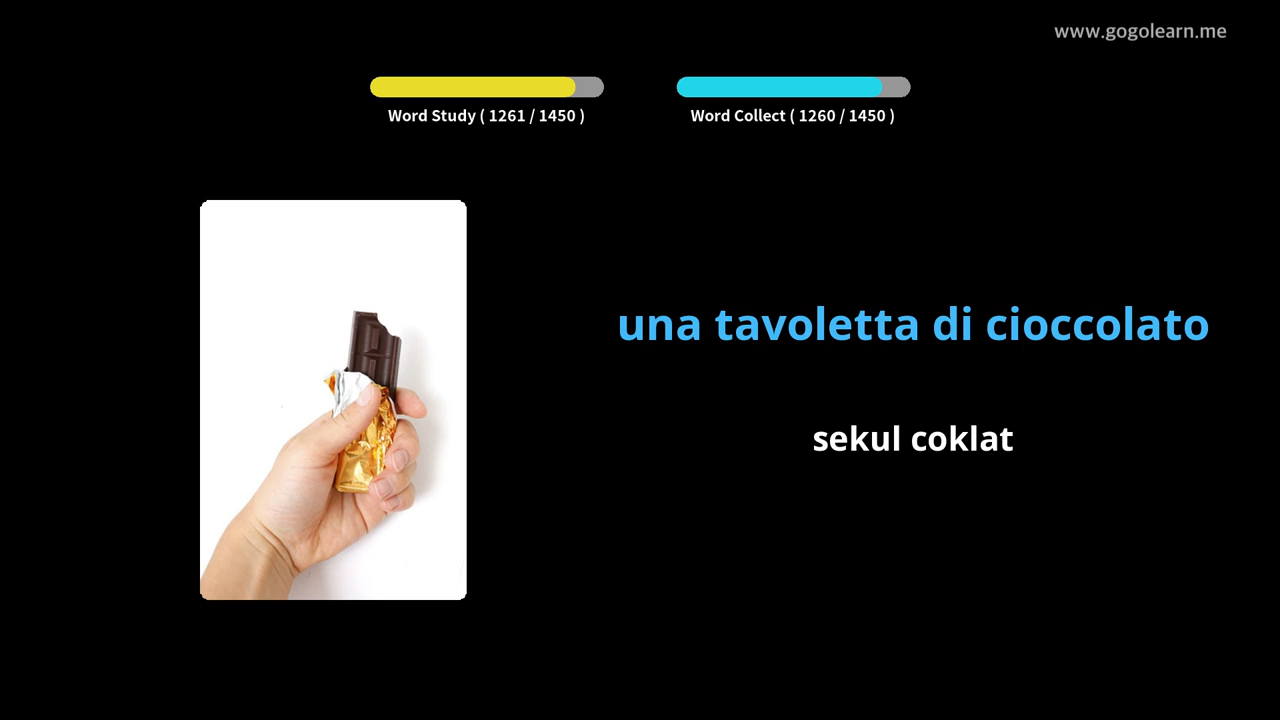 www.gogolearn.me
Word Study ( 1261 / 1450 )
Word Collect ( 1260 / 1450 )
una tavoletta di cioccolato
sekul coklat